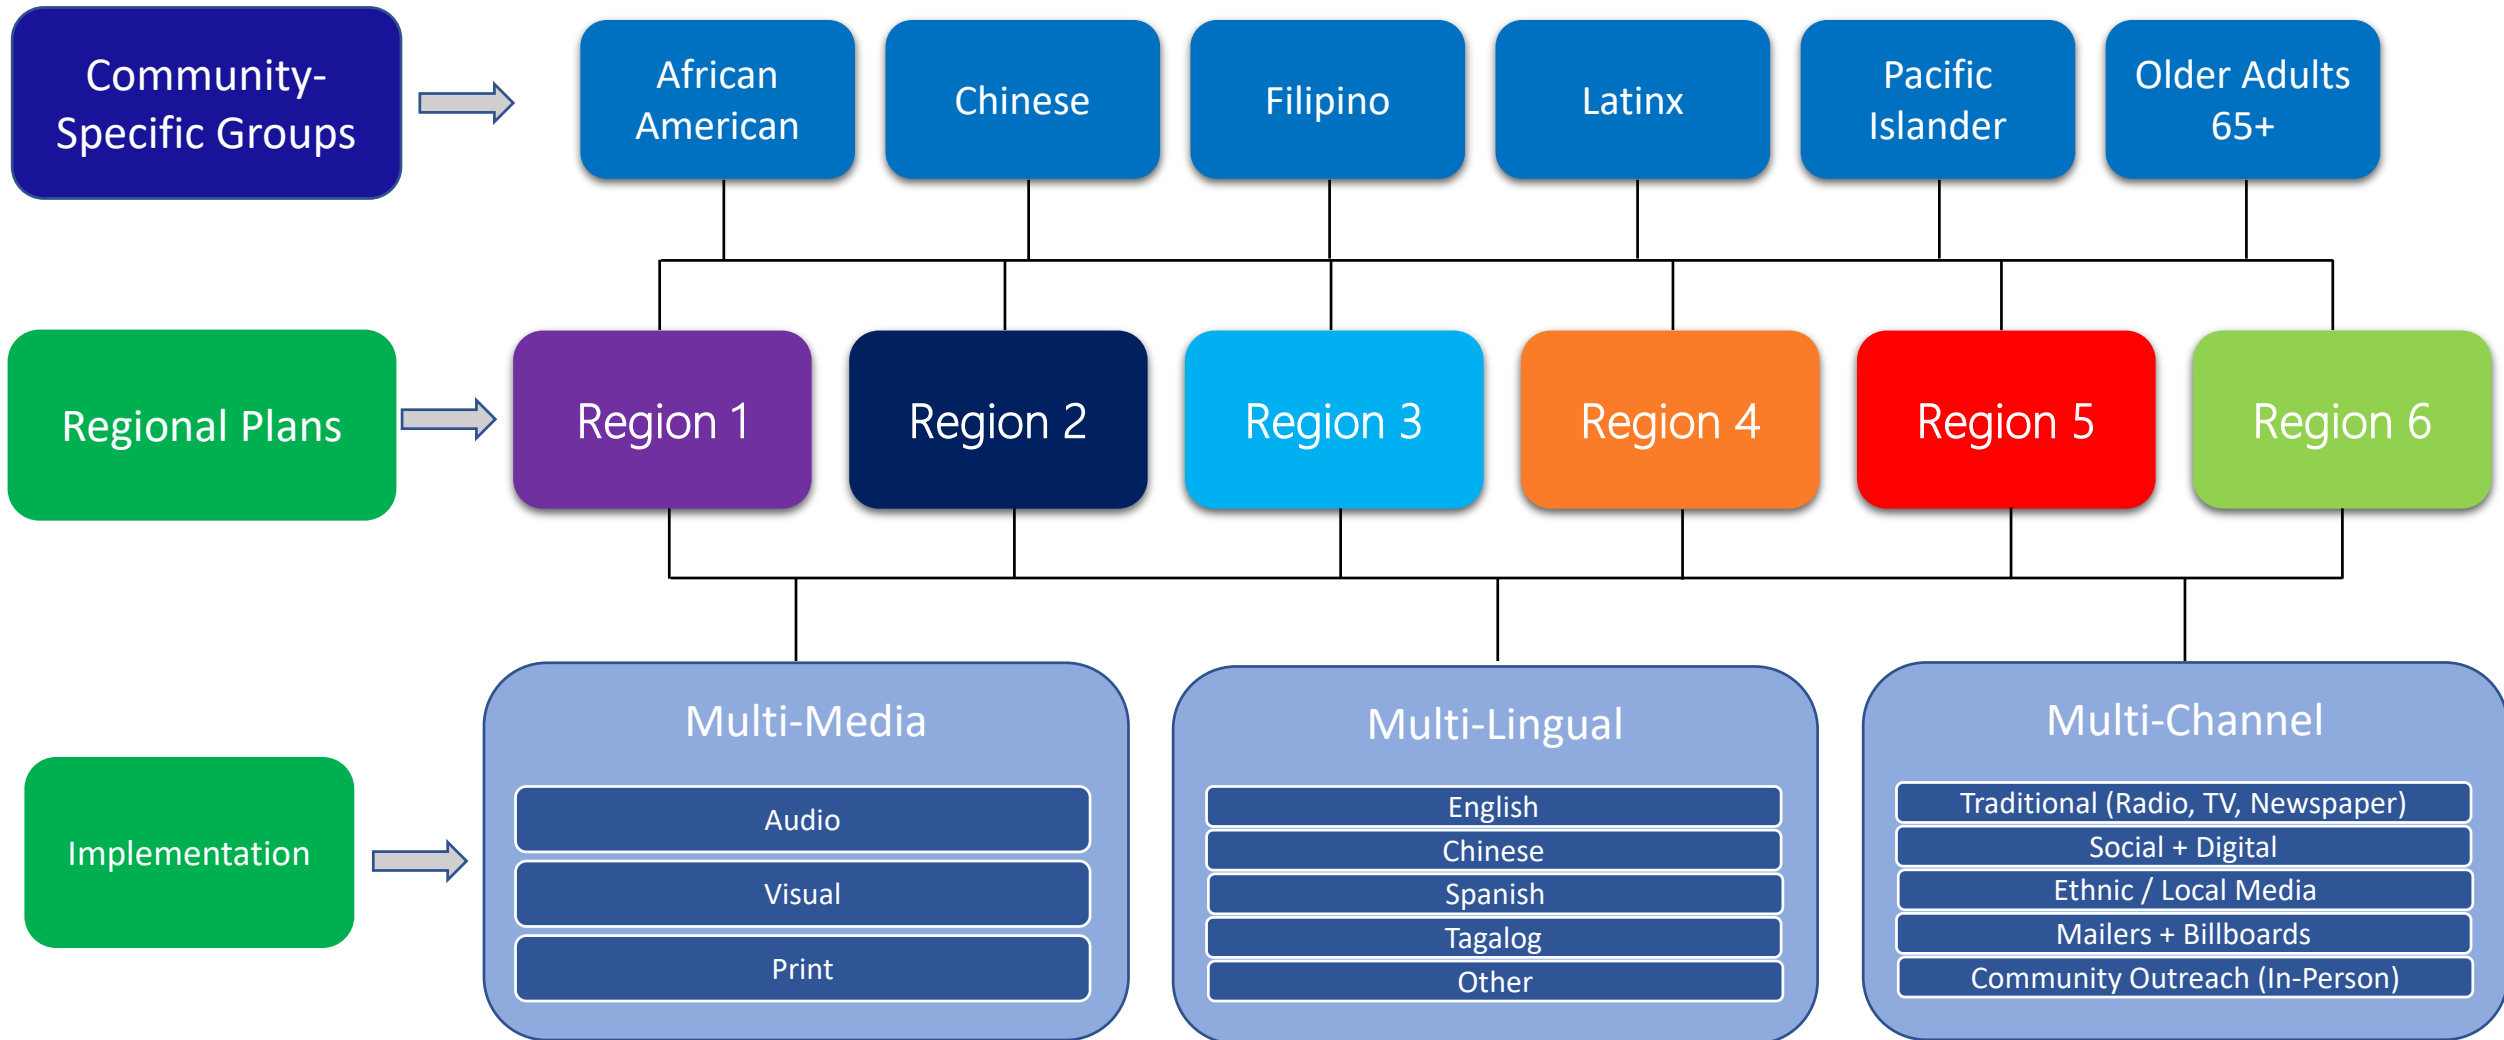 Community-
Specific Groups
African
American
Chinese
Filipino
Latinx
Pacific
Islander
Older Adults
65+
Regional Plans
Region 1
Region 2
Region 3
Region 4
Region 5
Region 6
Implementation
Multi-Media
Audio
Visual
Print
Multi-Lingual
English
Chinese
Spanish
Tagalog
Other
Multi-Channel
Traditional (Radio, TV, Newspaper)
Social + Digital
Ethnic / Local Media
Mailers + Billboards
Community Outreach (In-Person)